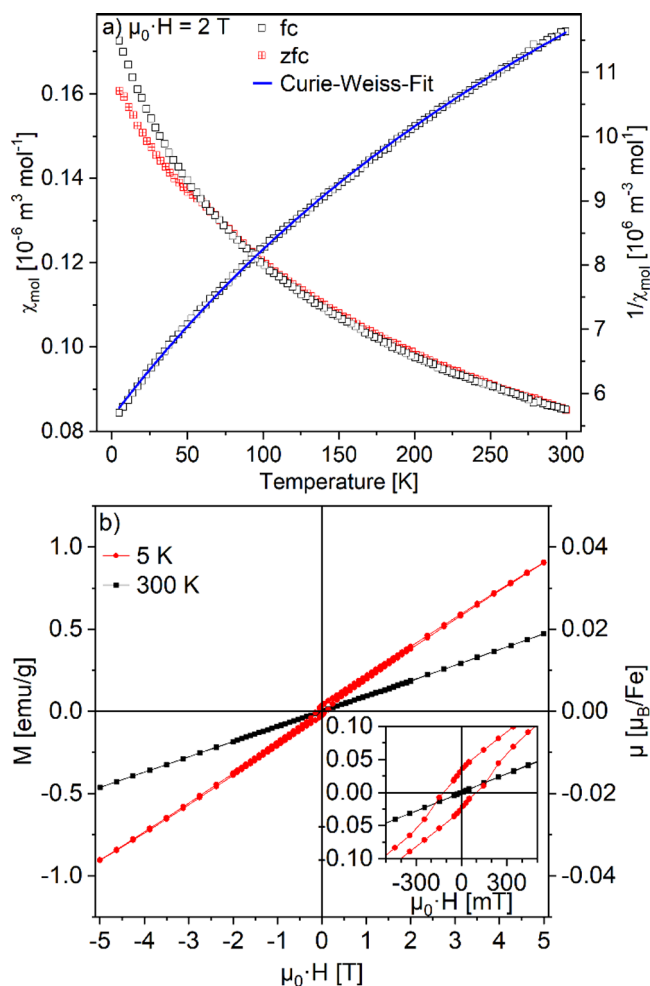 a) μ₀·H = 2 T
fc
zfc
Curie-Weiss-Fit
0.16
0.14
0.12
0.10
0.08
χmol [10⁻⁶ m³ mol⁻¹]
11
10
9
8
7
6
1/χmol [10⁶ m⁻³ mol¹]
0 50 100 150 200 250 300
Temperature [K]
b)
5 K
300 K
1.0
0.5
0.0
-0.5
-1.0
M [emu/g]
0.04
0.02
0.00
-0.02
-0.04
μ [μB/Fe]
0.10
0.05
0.00
0.05
0.10
-300 0 300
μ₀·H [mT]
-5 -4 -3 -2 -1 0 1 2 3 4 5
μ₀·H [T]